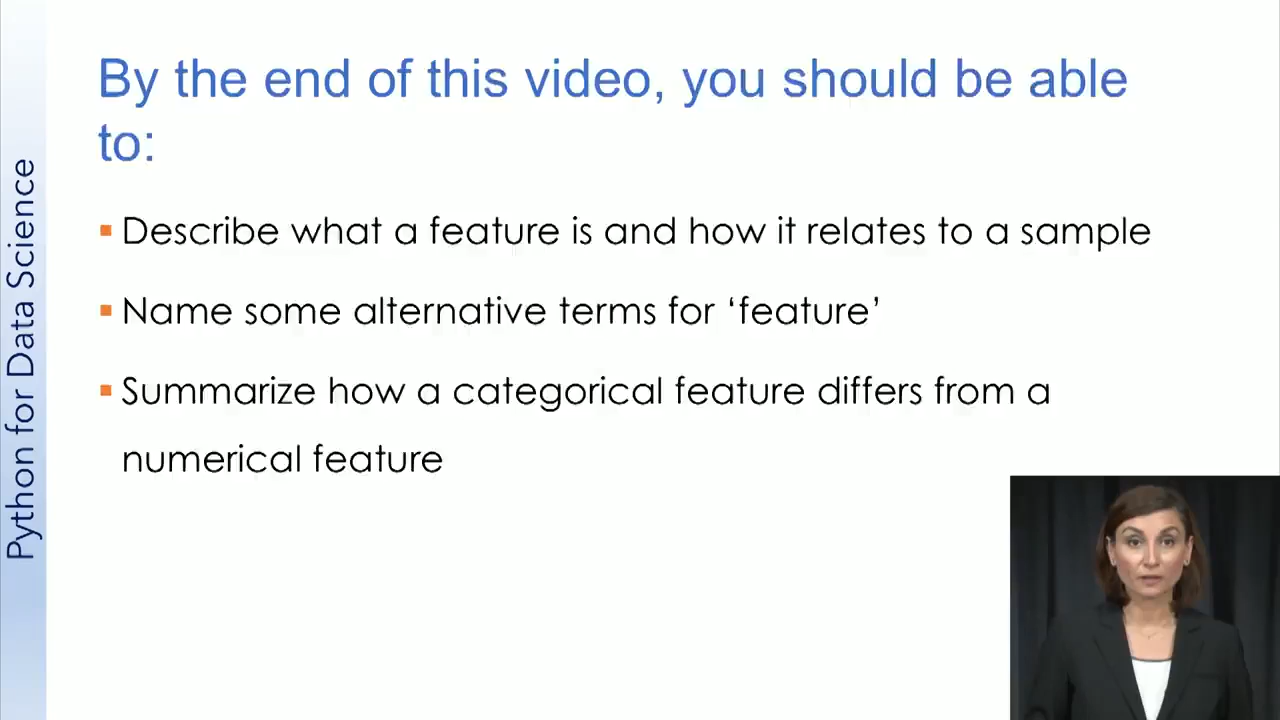 By the end of this video, you should be able
to:
▪ Describe what a feature is and how it relates to a sample
▪ Name some alternative terms for ‘feature’
▪ Summarize how a categorical feature differs from a
numerical feature
Python for Data Science